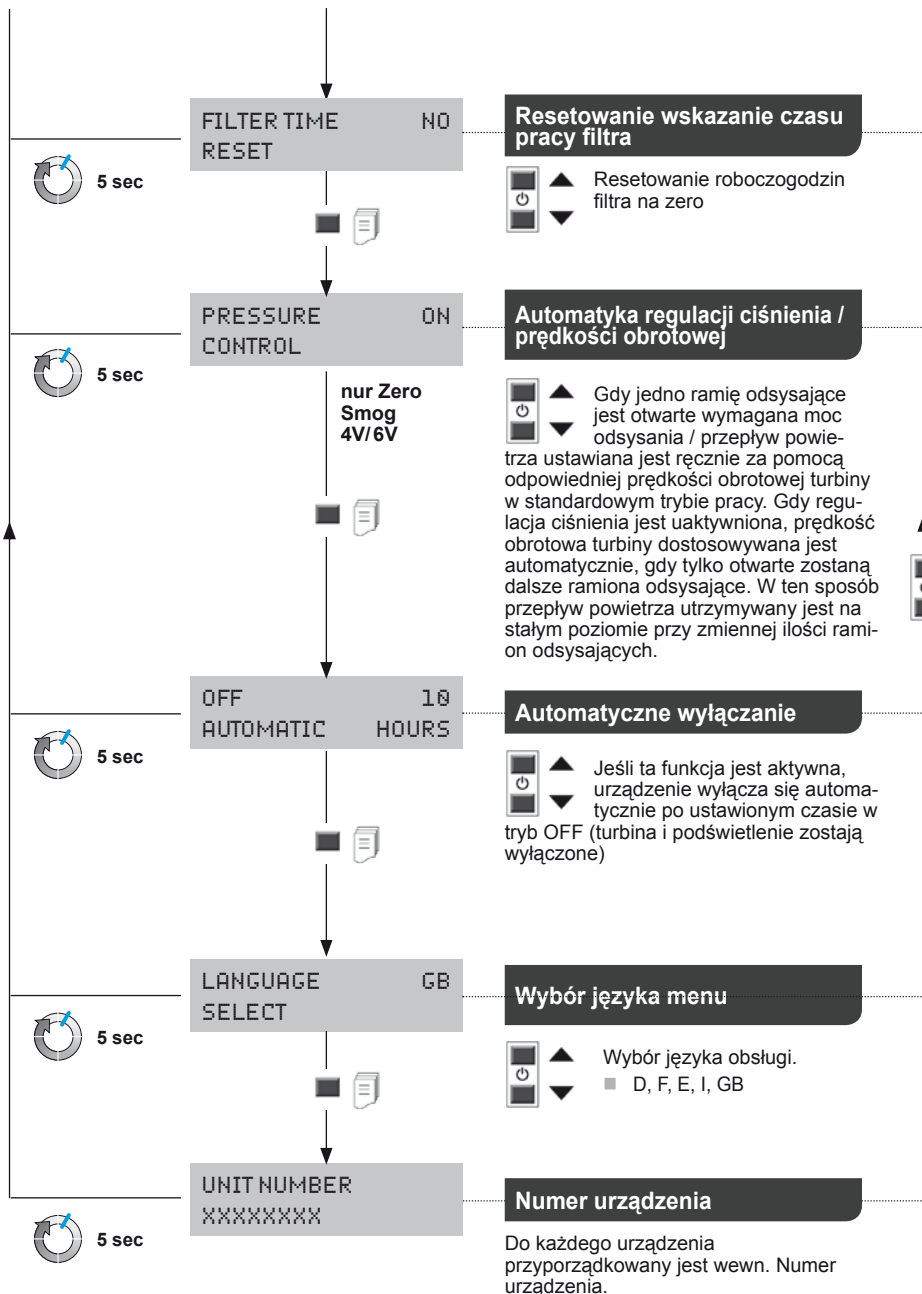 FILTER TIME NO
RESET
5 sec
Resetowanie wskazanie czasu
pracy filtra
Resetowanie roboczogodzin
filtra na zero
PRESSURE ON
CONTROL
5 sec
nur Zero
Smog
4V/6V
Automatyka regulacji ciśnienia /
prędkości obrotowej
Gdy jedno ramię odsysające
jest otwarte wymagana moc
odsysania / przepływ powie-
trza ustawiana jest ręcznie za pomocą
odpowiedniej prędkości obrotowej turbiny
w standardowym trybie pracy. Gdy regu-
lacja ciśnienia jest uaktywniona, prędkość
obrotowa turbiny dostosowywana jest
automatycznie, gdy tylko otwarte zostaną
dalsze ramiona odsysające. W ten sposób
przepływ powietrza utrzymywany jest na
stałym poziomie przy zmiennej ilości rami-
on odsysających.
OFF 10
AUTOMATIC HOURS
5 sec
Automatyczne wyłączanie
Jeśli ta funkcja jest aktywna,
urządzenie wyłącza się automa-
tycznie po ustawionym czasie w
tryb OFF (turbina i podświetlenie zostają
wyłączone)
LANGUAGE GB
SELECT
5 sec
Wybór języka menu
Wybór języka obsługi.
D, F, E, I, GB
UNIT NUMBER
XXXXXXXX
5 sec
Numer urządzenia
Do każdego urządzenia
przyporządkowany jest wewn. Numer
urządzenia.